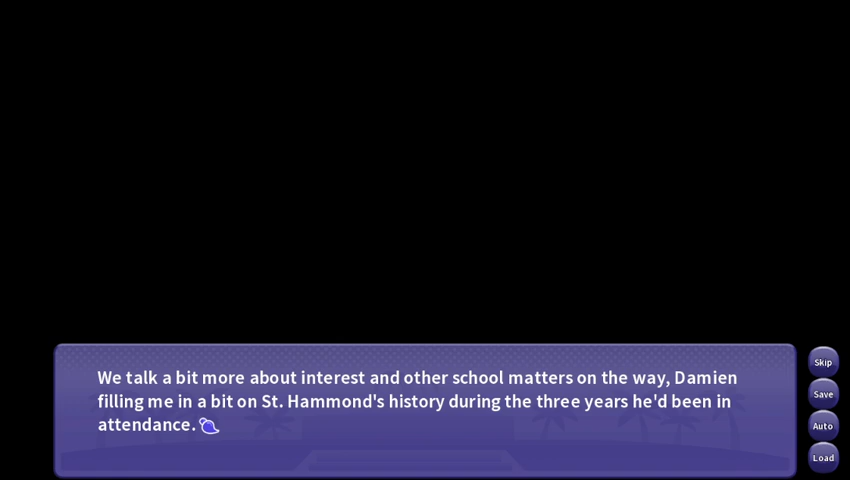 We talk a bit more about interest and other school matters on the way, Damien
filling me in a bit on St. Hammond's history during the three years he'd been in
attendance.
Skip
Save
Auto
Load